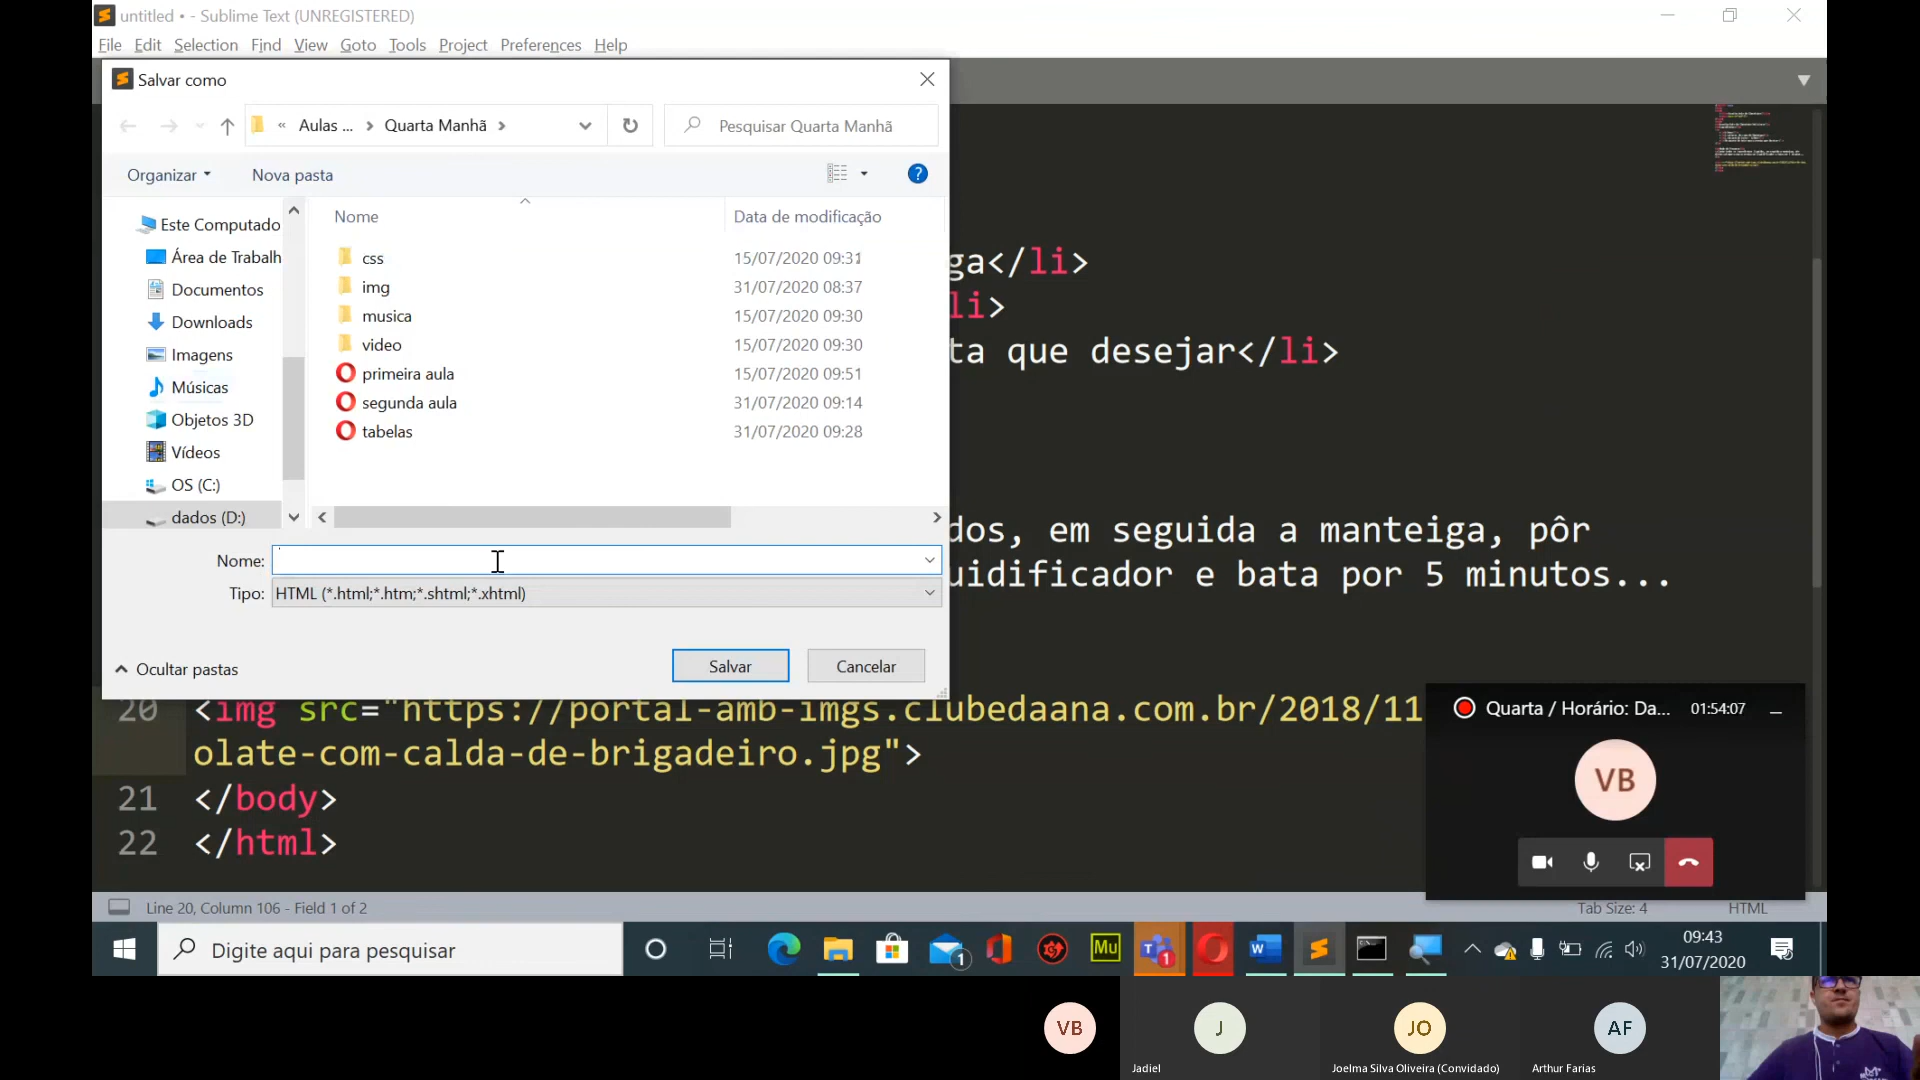 untitled • - Sublime Text (UNREGISTERED)
File Edit Selection Find View Goto Tools Project Preferences Help
Salvar como
« Aulas ... > Quarta Manhã >
Pesquisar Quarta Manhã
Organizar
Nova pasta
Nome
Data de modificação
Este Computado
Área de Trabalh
Documentos
Downloads
Imagens
Músicas
Objetos 3D
Vídeos
OS (C:)
dados (D:)
css 15/07/2020 09:31
img 31/07/2020 08:37
musica 15/07/2020 09:30
video 15/07/2020 09:30
primeira aula 15/07/2020 09:51
segunda aula 31/07/2020 09:14
tabelas 31/07/2020 09:28
Nome:
Tipo: HTML (*.html;*.htm;*.shtml;*.xhtml)
Ocultar pastas
Salvar
Cancelar
ga</li>
li>
ta que desejar</li>
dos, em seguida a manteiga, pôr
uidificador e bata por 5 minutos...
20 <img src="https://portal-amb-imgs.clubedaana.com.br/2018/11
olate-com-calda-de-brigadeiro.jpg">
21 </body>
22 </html>
Quarta / Horário: Da... 01:54:07
VB
Line 20, Column 106 - Field 1 of 2
Tab Size: 4
HTML
Digite aqui para pesquisar
1
Mu
1
09:43
31/07/2020
VB
J
Jadiel
JO
Joelma Silva Oliveira (Convidado)
AF
Arthur Farias